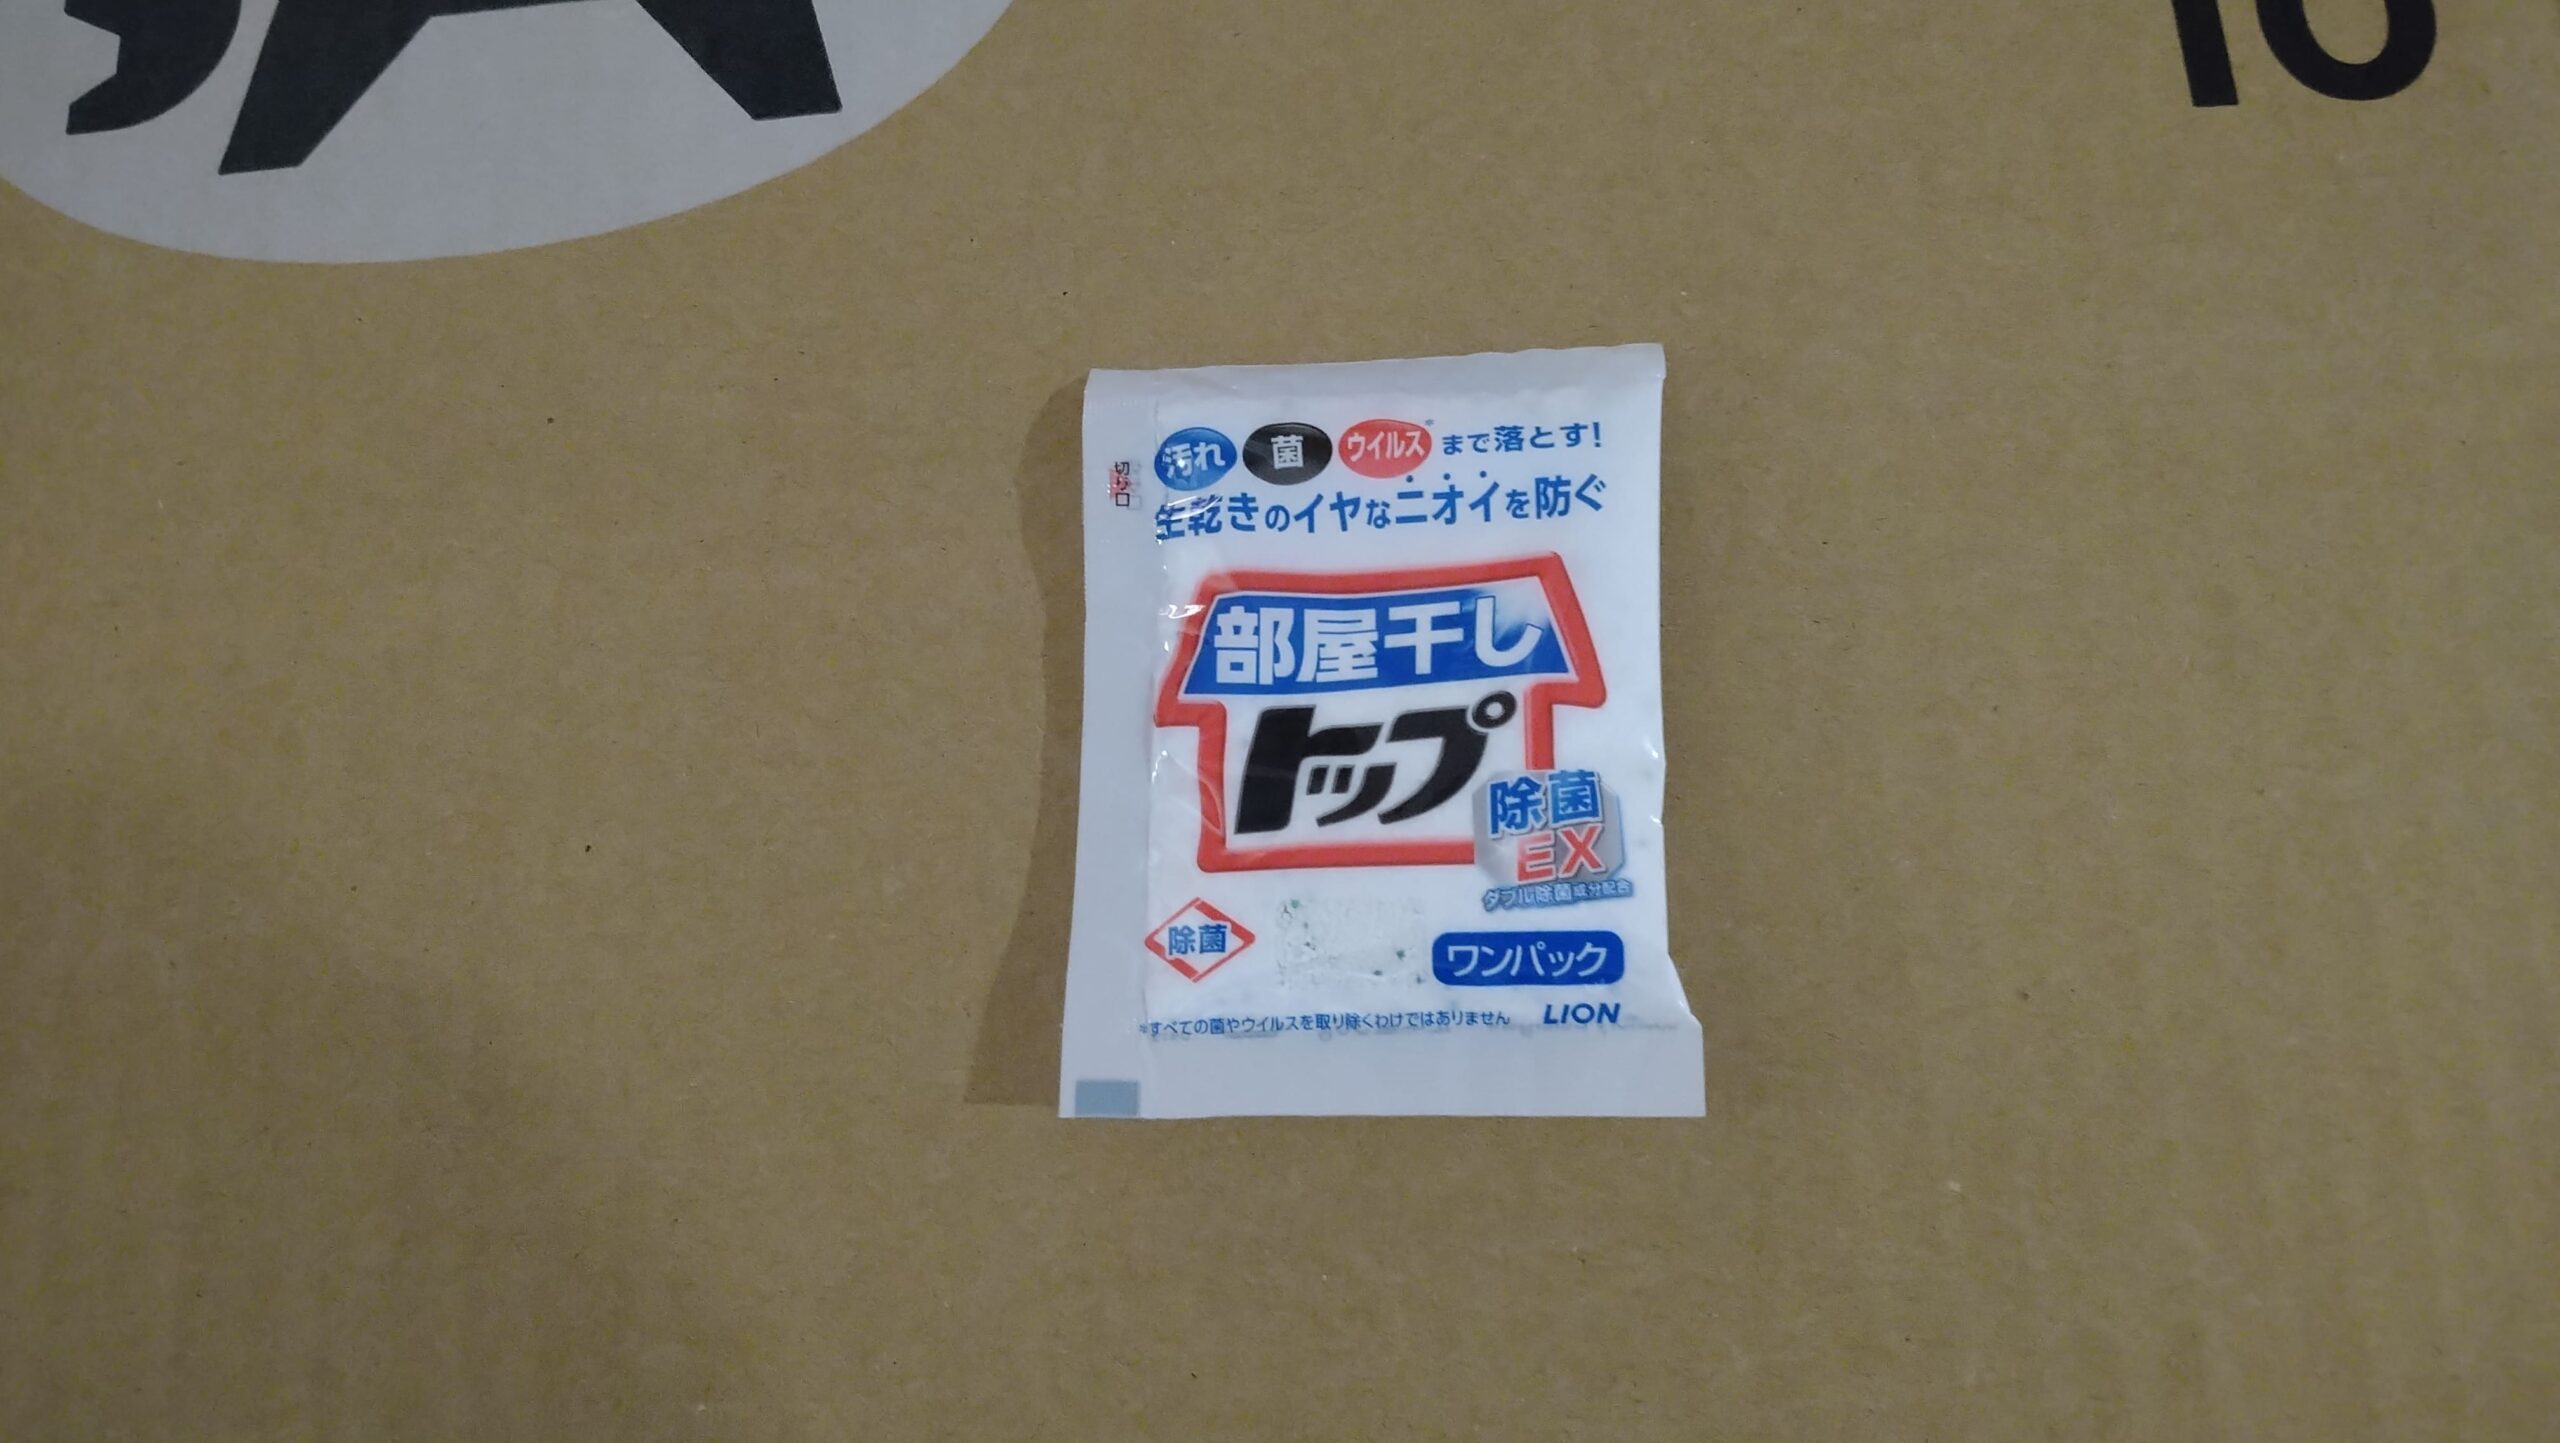 10
汚れ 菌 ウイルス* まで落とす!
切り口
生乾きのイヤなニオイを防ぐ
部屋干し
トップ
除菌
EX
ダブル除菌成分配合
除菌
ワンパック
*すべての菌やウイルスを取り除くわけではありません
LION